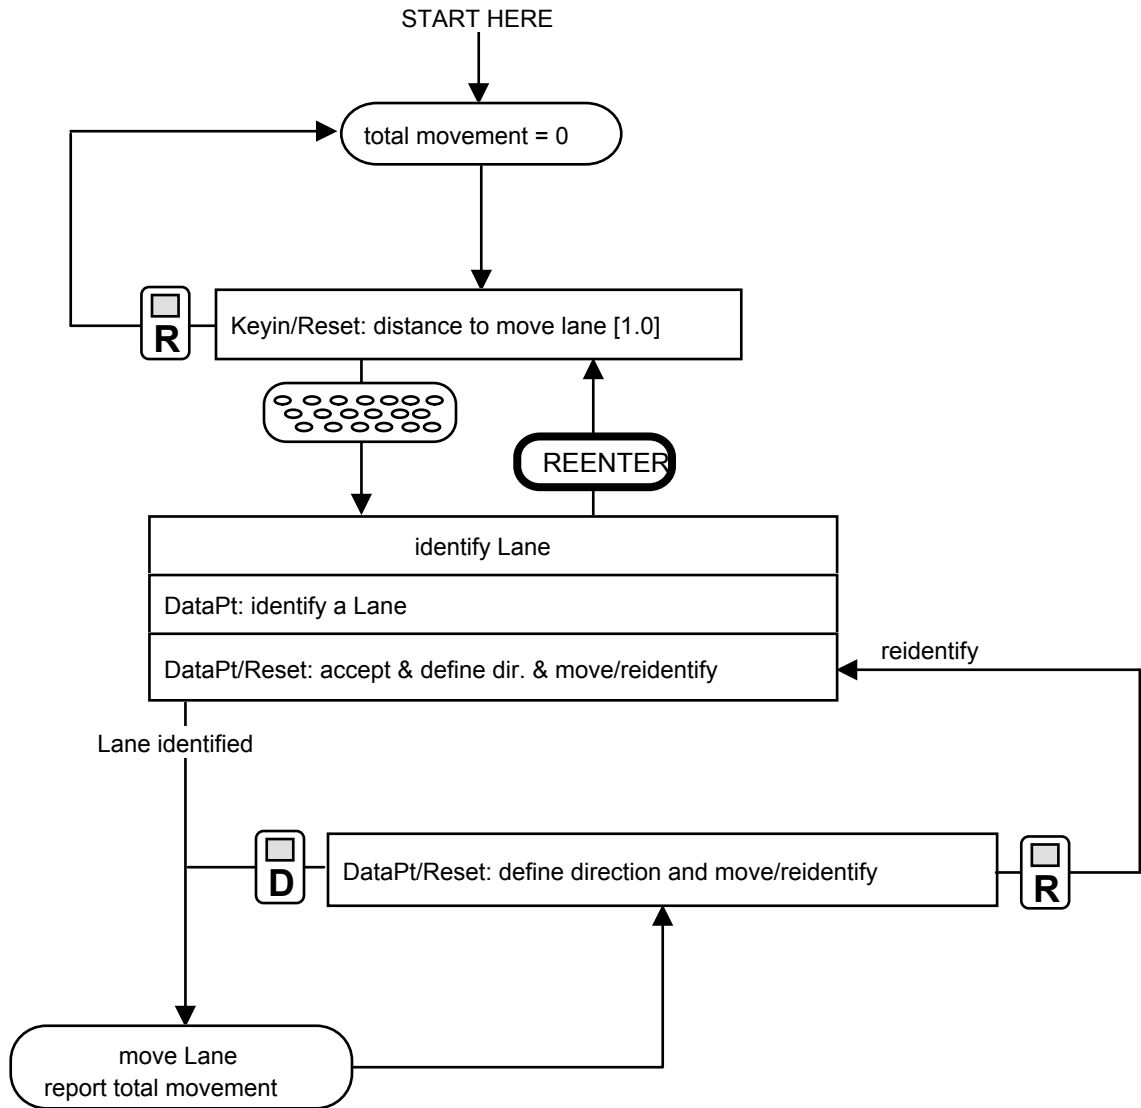 START HERE
total movement = 0
R
Keyin/Reset: distance to move lane [1.0]
REENTER
identify Lane
DataPt: identify a Lane
DataPt/Reset: accept & define dir. & move/reidentify
reidentify
Lane identified
D
DataPt/Reset: define direction and move/reidentify
R
move Lane
report total movement